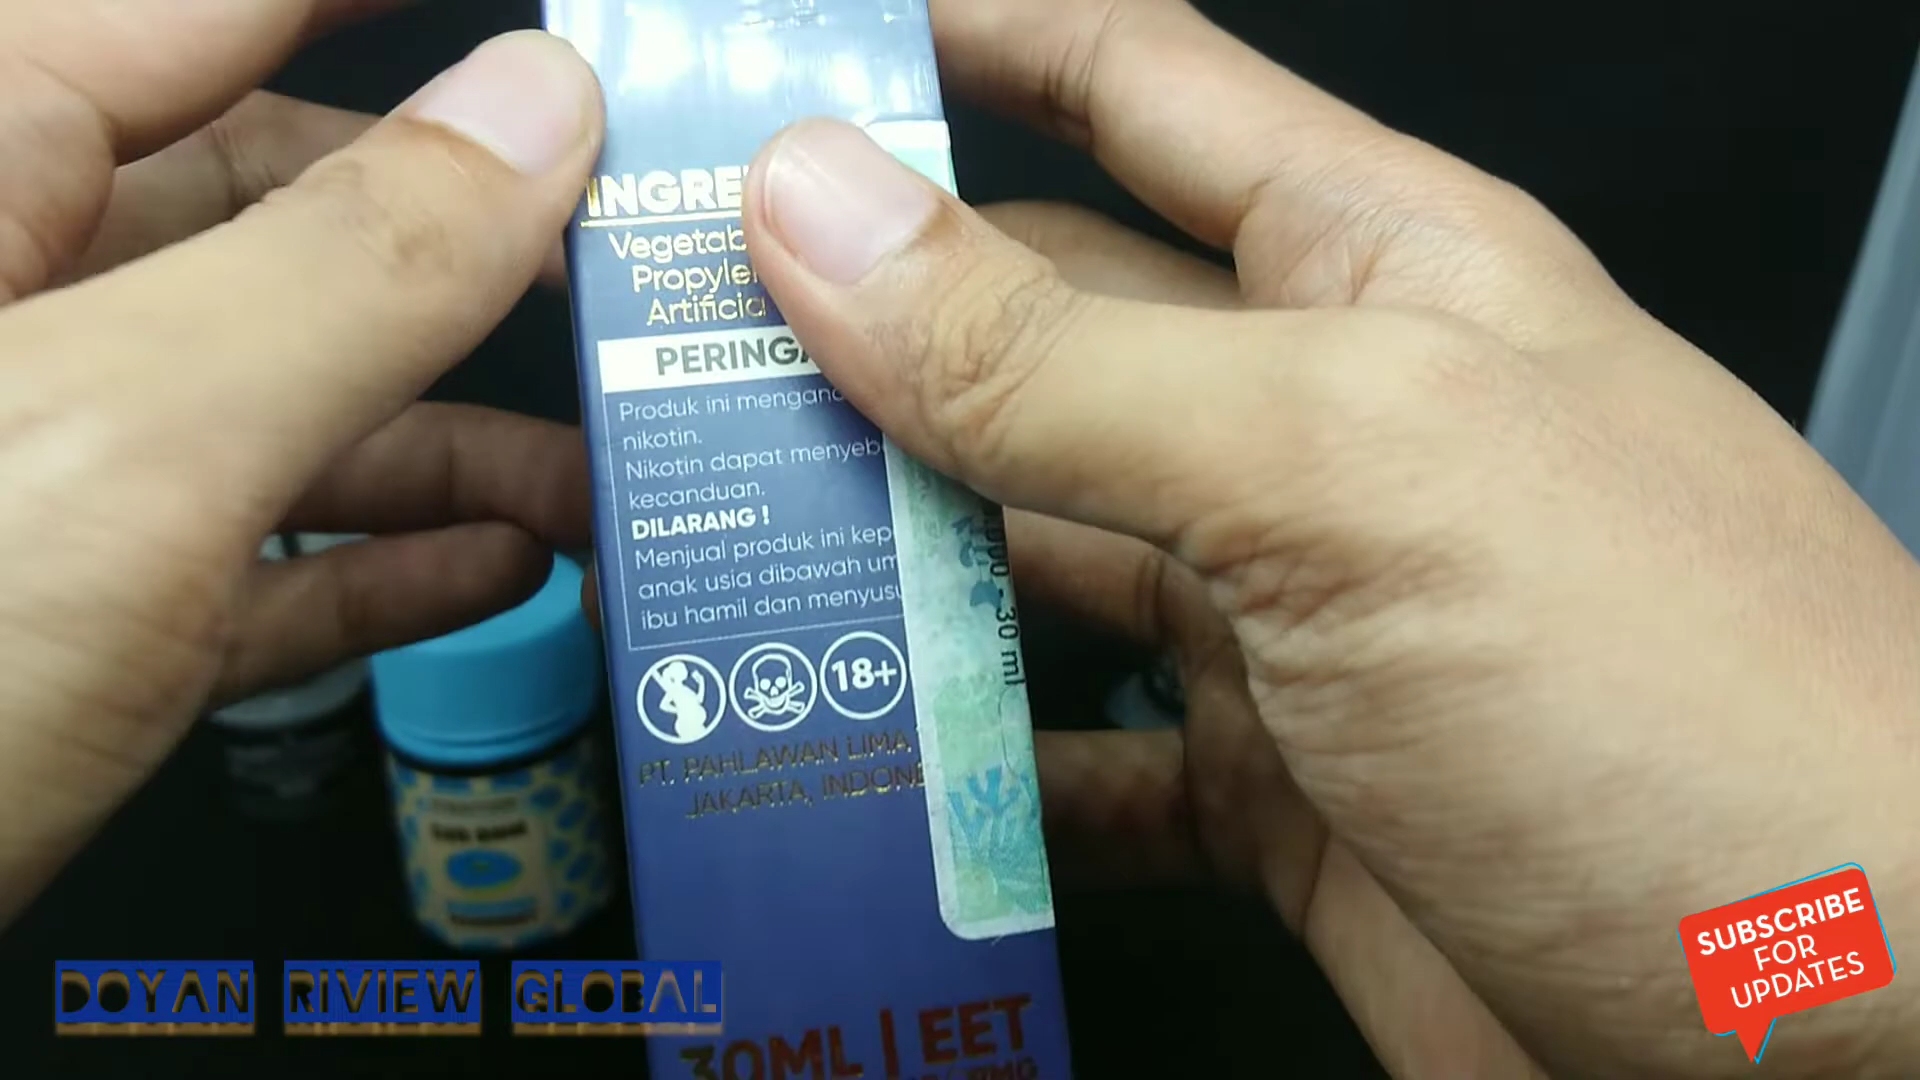 INGRE
Vegetab
Propyle
Artificia
PERINGA
Produk ini mengand
nikotin.
Nikotin dapat menyeb
kecanduan.
DILARANG !
Menjual produk ini kep
anak usia dibawah um
ibu hamil dan menyusu
18+
PT. PAHLAWAN LIMA
JAKARTA, INDONE
30 ml
30ML | EET
DOYAN RIVIEW GLOBAL
SUBSCRIBE
FOR
UPDATES